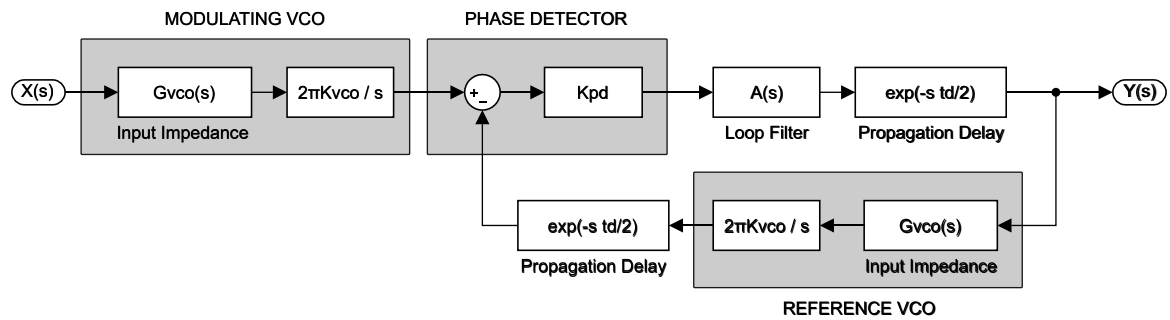 MODULATING VCO
PHASE DETECTOR
X(s)
Gvco(s)
2πKvco / s
+
−
Kpd
A(s)
exp(-s td/2)
Y(s)
Input Impedance
Loop Filter
Propagation Delay
exp(-s td/2)
2πKvco / s
Gvco(s)
Propagation Delay
Input Impedance
REFERENCE VCO